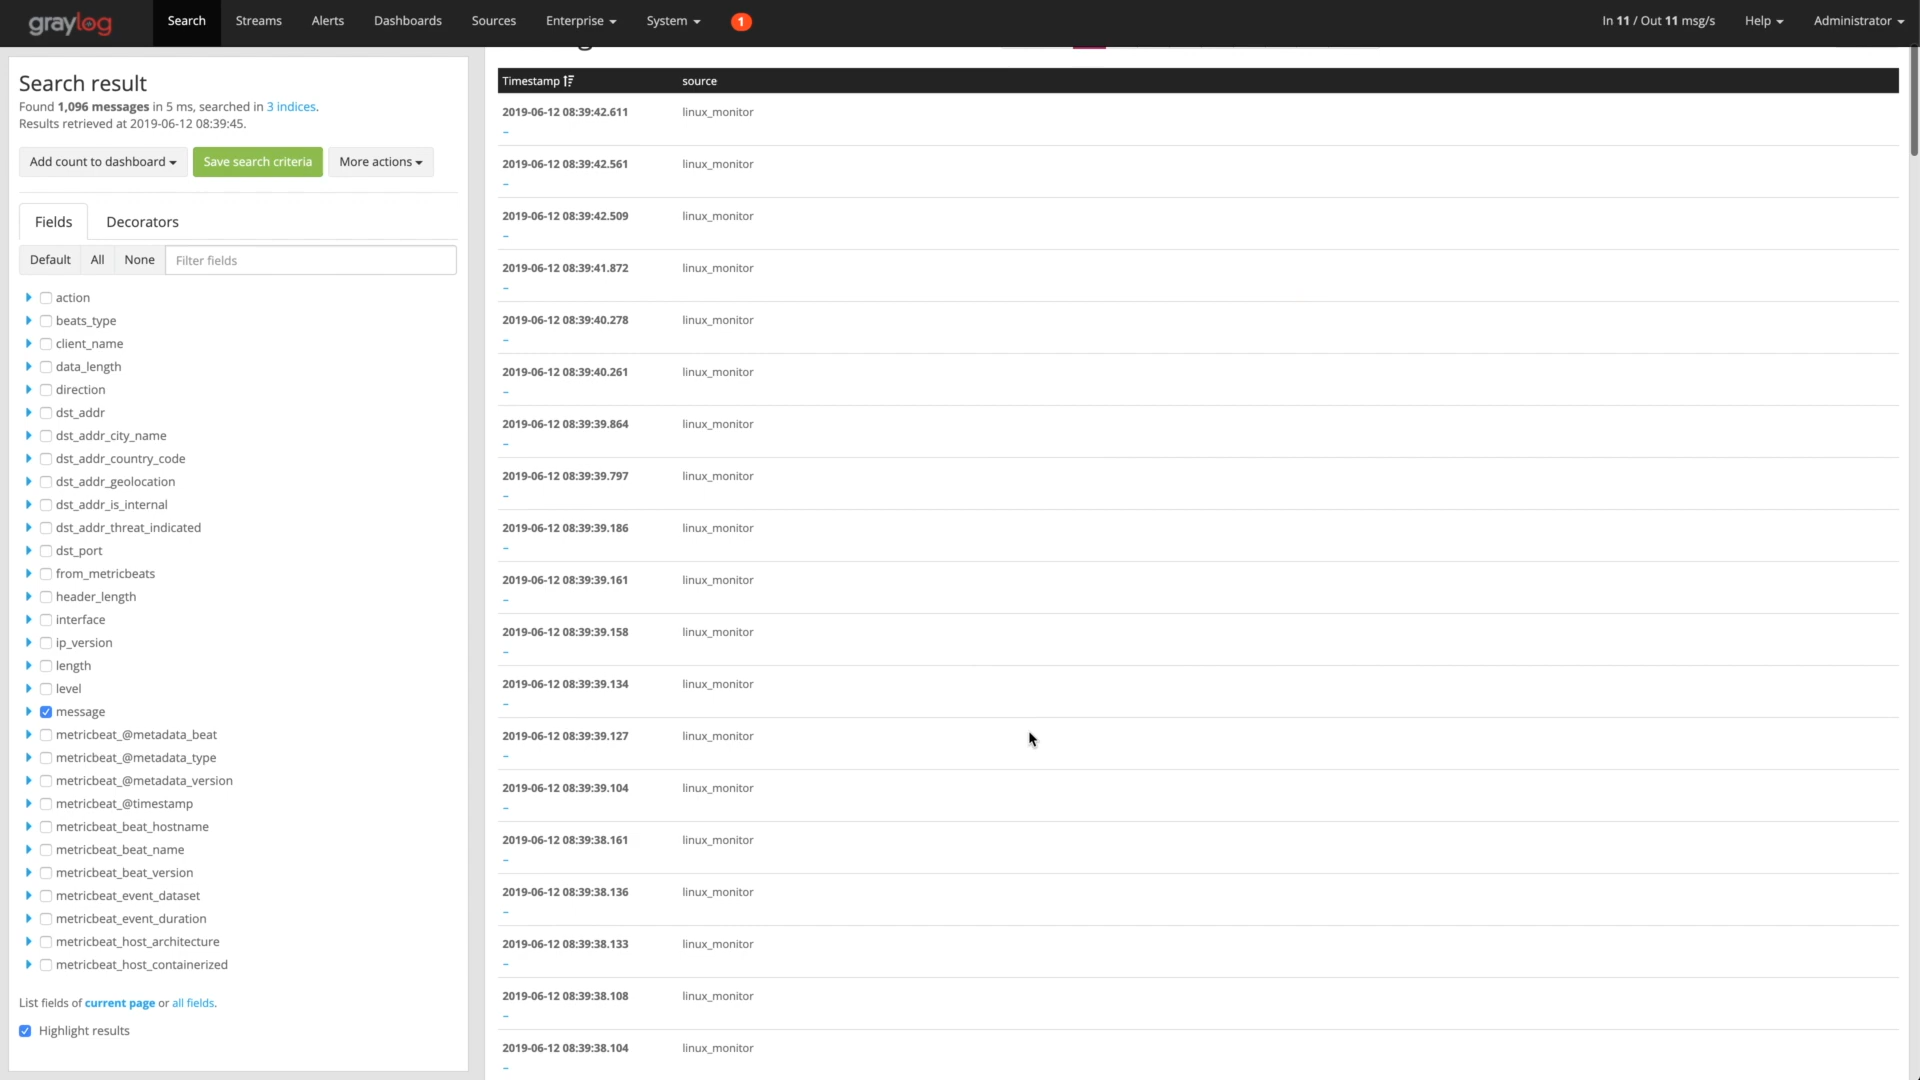 graylog
Search
Streams
Alerts
Dashboards
Sources
Enterprise
System
1
In 11 / Out 11 msg/s
Help
Administrator
Search result
Found 1,096 messages in 5 ms, searched in 3 indices.
Results retrieved at 2019-06-12 08:39:45.
Add count to dashboard
Save search criteria
More actions
Fields
Decorators
Default
All
None
Filter fields
action
beats_type
client_name
data_length
direction
dst_addr
dst_addr_city_name
dst_addr_country_code
dst_addr_geolocation
dst_addr_is_internal
dst_addr_threat_indicated
dst_port
from_metricbeats
header_length
interface
ip_version
length
level
message
metricbeat_@metadata_beat
metricbeat_@metadata_type
metricbeat_@metadata_version
metricbeat_@timestamp
metricbeat_beat_hostname
metricbeat_beat_name
metricbeat_beat_version
metricbeat_event_dataset
metricbeat_event_duration
metricbeat_host_architecture
metricbeat_host_containerized
List fields of current page or all fields.
Highlight results
Timestamp source
2019-06-12 08:39:42.611 linux_monitor
–
2019-06-12 08:39:42.561 linux_monitor
–
2019-06-12 08:39:42.509 linux_monitor
–
2019-06-12 08:39:41.872 linux_monitor
–
2019-06-12 08:39:40.278 linux_monitor
–
2019-06-12 08:39:40.261 linux_monitor
–
2019-06-12 08:39:39.864 linux_monitor
–
2019-06-12 08:39:39.797 linux_monitor
–
2019-06-12 08:39:39.186 linux_monitor
–
2019-06-12 08:39:39.161 linux_monitor
–
2019-06-12 08:39:39.158 linux_monitor
–
2019-06-12 08:39:39.134 linux_monitor
–
2019-06-12 08:39:39.127 linux_monitor
–
2019-06-12 08:39:39.104 linux_monitor
–
2019-06-12 08:39:38.161 linux_monitor
–
2019-06-12 08:39:38.136 linux_monitor
–
2019-06-12 08:39:38.133 linux_monitor
–
2019-06-12 08:39:38.108 linux_monitor
–
2019-06-12 08:39:38.104 linux_monitor
–